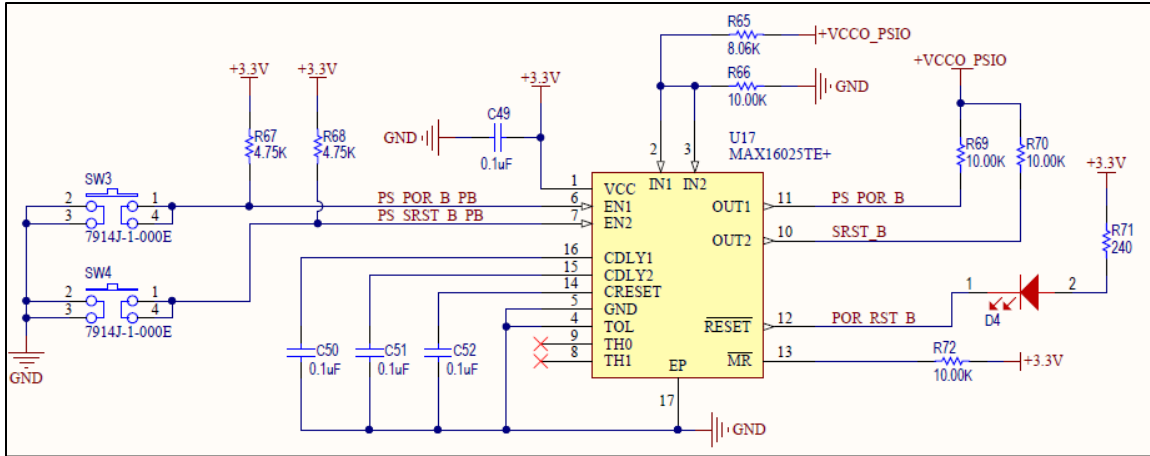 R65
8.06K
+VCCO_PSIO
R66
10.00K
GND
+VCCO_PSIO
+3.3V
+3.3V
+3.3V
C49
GND
0.1uF
R67
4.75K
R68
4.75K
U17
MAX16025TE+
R69
10.00K
R70
10.00K
+3.3V
2
3
IN1
IN2
SW3
2
1
3
4
7914J-1-000E
PS_POR_B_PB
PS_SRST_B_PB
1
VCC
6
EN1
7
EN2
OUT1
11
PS_POR_B
OUT2
10
SRST_B
R71
240
SW4
2
1
3
4
7914J-1-000E
GND
16
CDLY1
15
CDLY2
14
CRESET
5
GND
4
TOL
9
TH0
8
TH1
RESET
12
POR_RST_B
1
2
D4
MR
13
R72
10.00K
+3.3V
C50
0.1uF
C51
0.1uF
C52
0.1uF
EP
17
GND